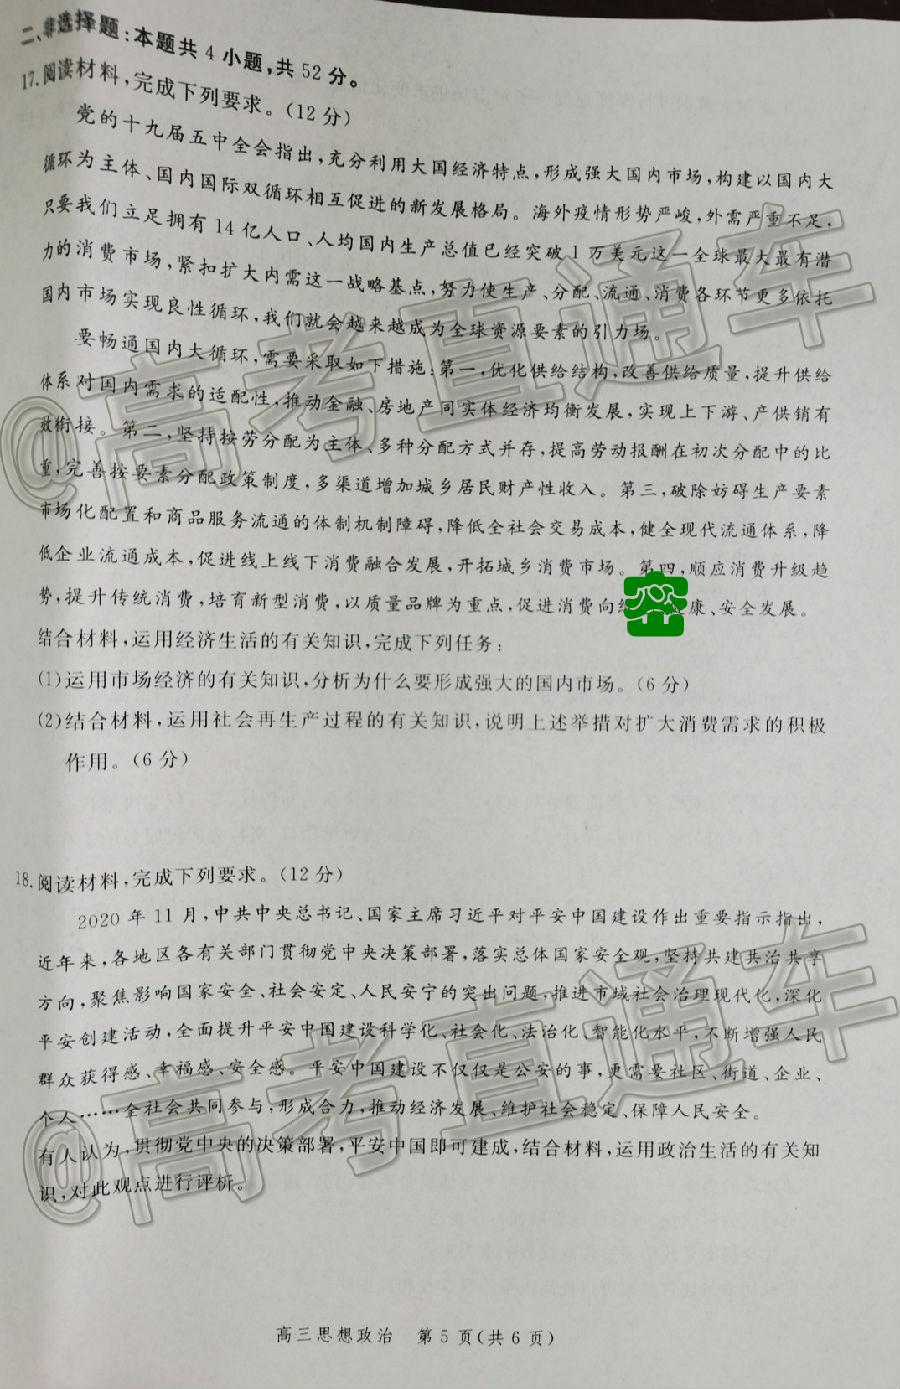 二、非选择题:本题共4小题,共52分。
17.阅读材料,完成下列要求。(12分)
党的十九届五中全会指出,充分利用大国经济特点,形成强大国内市场,构建以国内大
循环为主体、国内国际双循环相互促进的新发展格局。海外疫情形势严峻,外需严重不足,
只要我们立足拥有14亿人口、人均国内生产总值已经突破1万美元这一全球最大最有潜
力的消费市场,紧扣扩大内需这一战略基点,努力使生产、分配、流通、消费各环节更多依托
国内市场实现良性循环,我们就会越来越成为全球资源要素的引力场。
要畅通国内大循环,需要采取如下措施:第一,优化供给结构,改善供给质量,提升供给
体系对国内需求的适配性,推动金融、房地产同实体经济均衡发展,实现上下游、产供销有
效衔接。第二,坚持按劳分配为主体、多种分配方式并存,提高劳动报酬在初次分配中的比
重,完善按要素分配政策制度,多渠道增加城乡居民财产性收入。第三,破除妨碍生产要素
市场化配置和商品服务流通的体制机制障碍,降低全社会交易成本,健全现代流通体系,降
低企业流通成本,促进线上线下消费融合发展,开拓城乡消费市场。第四,顺应消费升级趋
势,提升传统消费,培育新型消费,以质量品牌为重点,促进消费向康、安全发展。
结合材料,运用经济生活的有关知识,完成下列任务:
(1)运用市场经济的有关知识,分析为什么要形成强大的国内市场。(6分)
(2)结合材料,运用社会再生产过程的有关知识,说明上述举措对扩大消费需求的积极
作用。(6分)
18.阅读材料,完成下列要求。(12分)
2020年11月,中共中央总书记、国家主席习近平对平安中国建设作出重要指示指出,
近年来,各地区各有关部门贯彻党中央决策部署,落实总体国家安全观,坚持共建共治共享
方向,聚焦影响国家安全、社会安定、人民安宁的突出问题,推进市域社会治理现代化,深化
平安创建活动,全面提升平安中国建设科学化、社会化、法治化、智能化水平,不断增强人民
群众获得感、幸福感、安全感。平安中国建设不仅仅是公安的事,更需要社区、街道、企业、
个人……全社会共同参与,形成合力,推动经济发展、维护社会稳定、保障人民安全。
有人认为,贯彻党中央的决策部署,平安中国即可建成,结合材料,运用政治生活的有关知
识,对此观点进行评析。
高三思想政治 第5页(共6页)
@高考直通车
@高考直通车